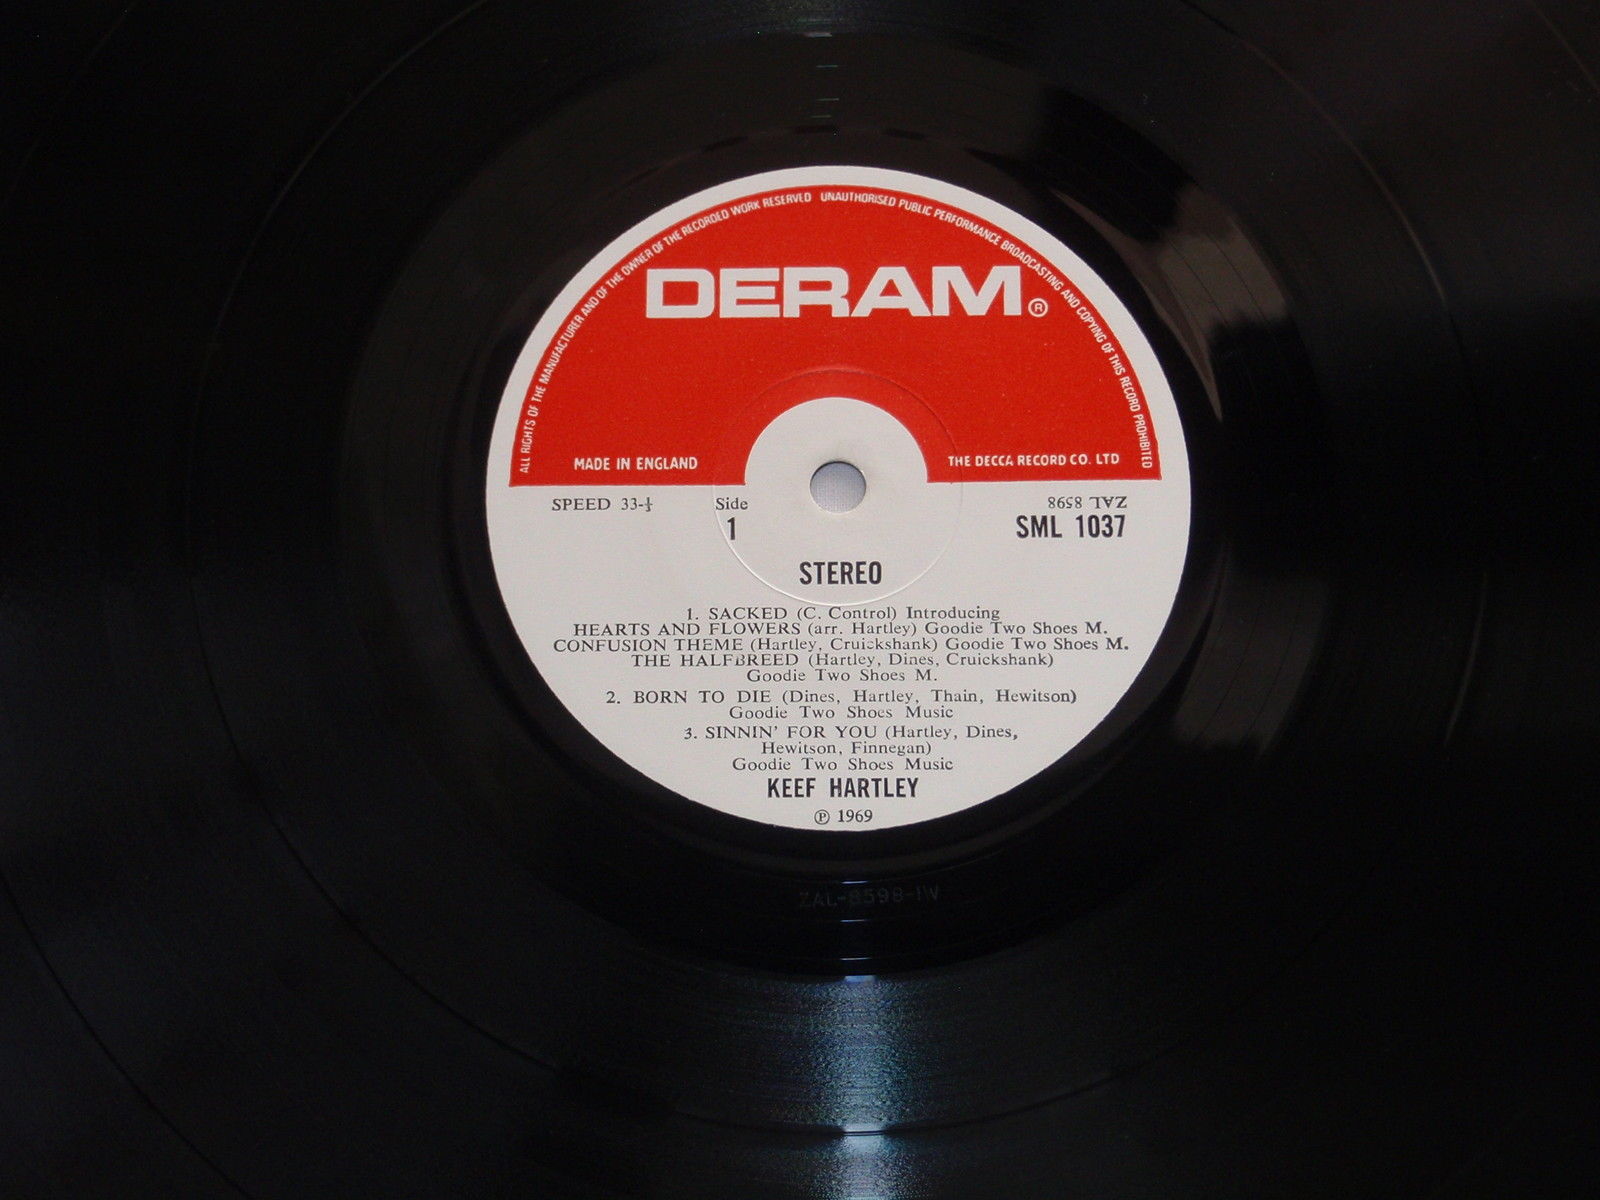 ALL RIGHTS OF THE MANUFACTURER AND OF THE OWNER OF THE RECORDED WORK RESERVED UNAUTHORISED PUBLIC PERFORMANCE BROADCASTING AND COPYING OF THIS RECORD PROHIBITED
DERAM®
MADE IN ENGLAND THE DECCA RECORD CO. LTD
SPEED 33-⅓ Side ZAL 8598
1 SML 1037
STEREO
1. SACKED (C. Control) Introducing
HEARTS AND FLOWERS (arr. Hartley) Goodie Two Shoes M.
CONFUSION THEME (Hartley, Cruickshank) Goodie Two Shoes M.
THE HALFBREED (Hartley, Dines, Cruickshank)
Goodie Two Shoes M.
2. BORN TO DIE (Dines, Hartley, Thain, Hewitson)
Goodie Two Shoes Music
3. SINNIN' FOR YOU (Hartley, Dines,
Hewitson, Finnegan)
Goodie Two Shoes Music
KEEF HARTLEY
℗ 1969
ZAL-8598-1W